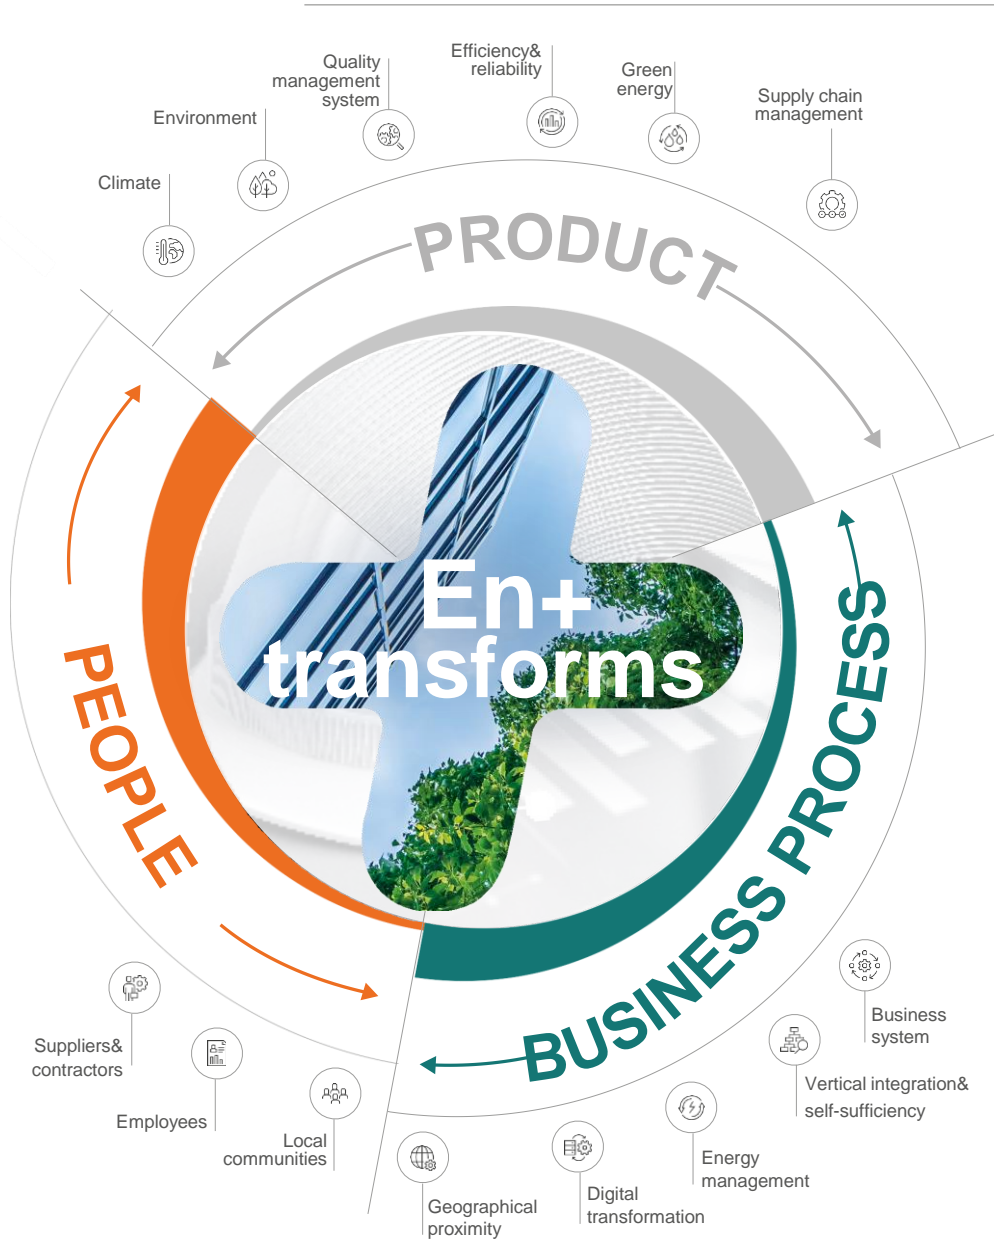 Efficiency&
reliability
Quality
management
system
Green
energy
Supply chain
management
Environment
Climate
PRODUCT
En+
transforms
PEOPLE
BUSINESS PROCESS
Suppliers&
contractors
Employees
Local
communities
Geographical
proximity
Digital
transformation
Energy
management
Vertical integration&
self-sufficiency
Business
system